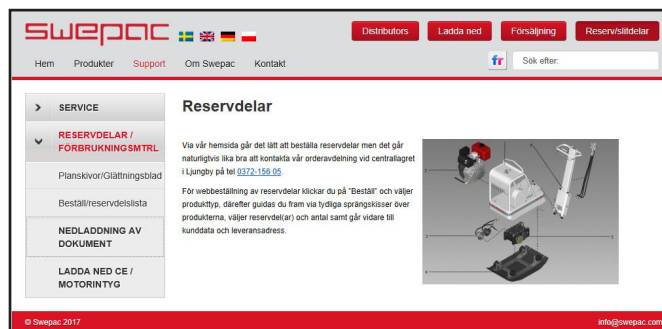 swepac
Distributors
Ladda ned
Försäljning
Reserv/slitdelar
Hem
Produkter
Support
Om Swepac
Kontakt
Sök efter:
SERVICE
RESERVDELAR /
FÖRBRUKNINGSMTRL
Planskivor/Glättningsblad
Beställ/reservdelslista
NEDLADDNING AV
DOKUMENT
LADDA NED CE /
MOTORINTYG
Reservdelar
Via vår hemsida går det lätt att beställa reservdelar men det går
naturligtvis lika bra att kontakta vår orderavdelning vid centrallagret
i Ljungby på tel 0372-156 05.
För webbeställning av reservdelar klickar du på "Beställ" och väljer
produkttyp, därefter guidas du fram via tydliga sprängskisser över
produkterna, väljer reservdel(ar) och antal samt går vidare till
kunddata och leveransadress.
© Swepac 2017
info@swepac.com